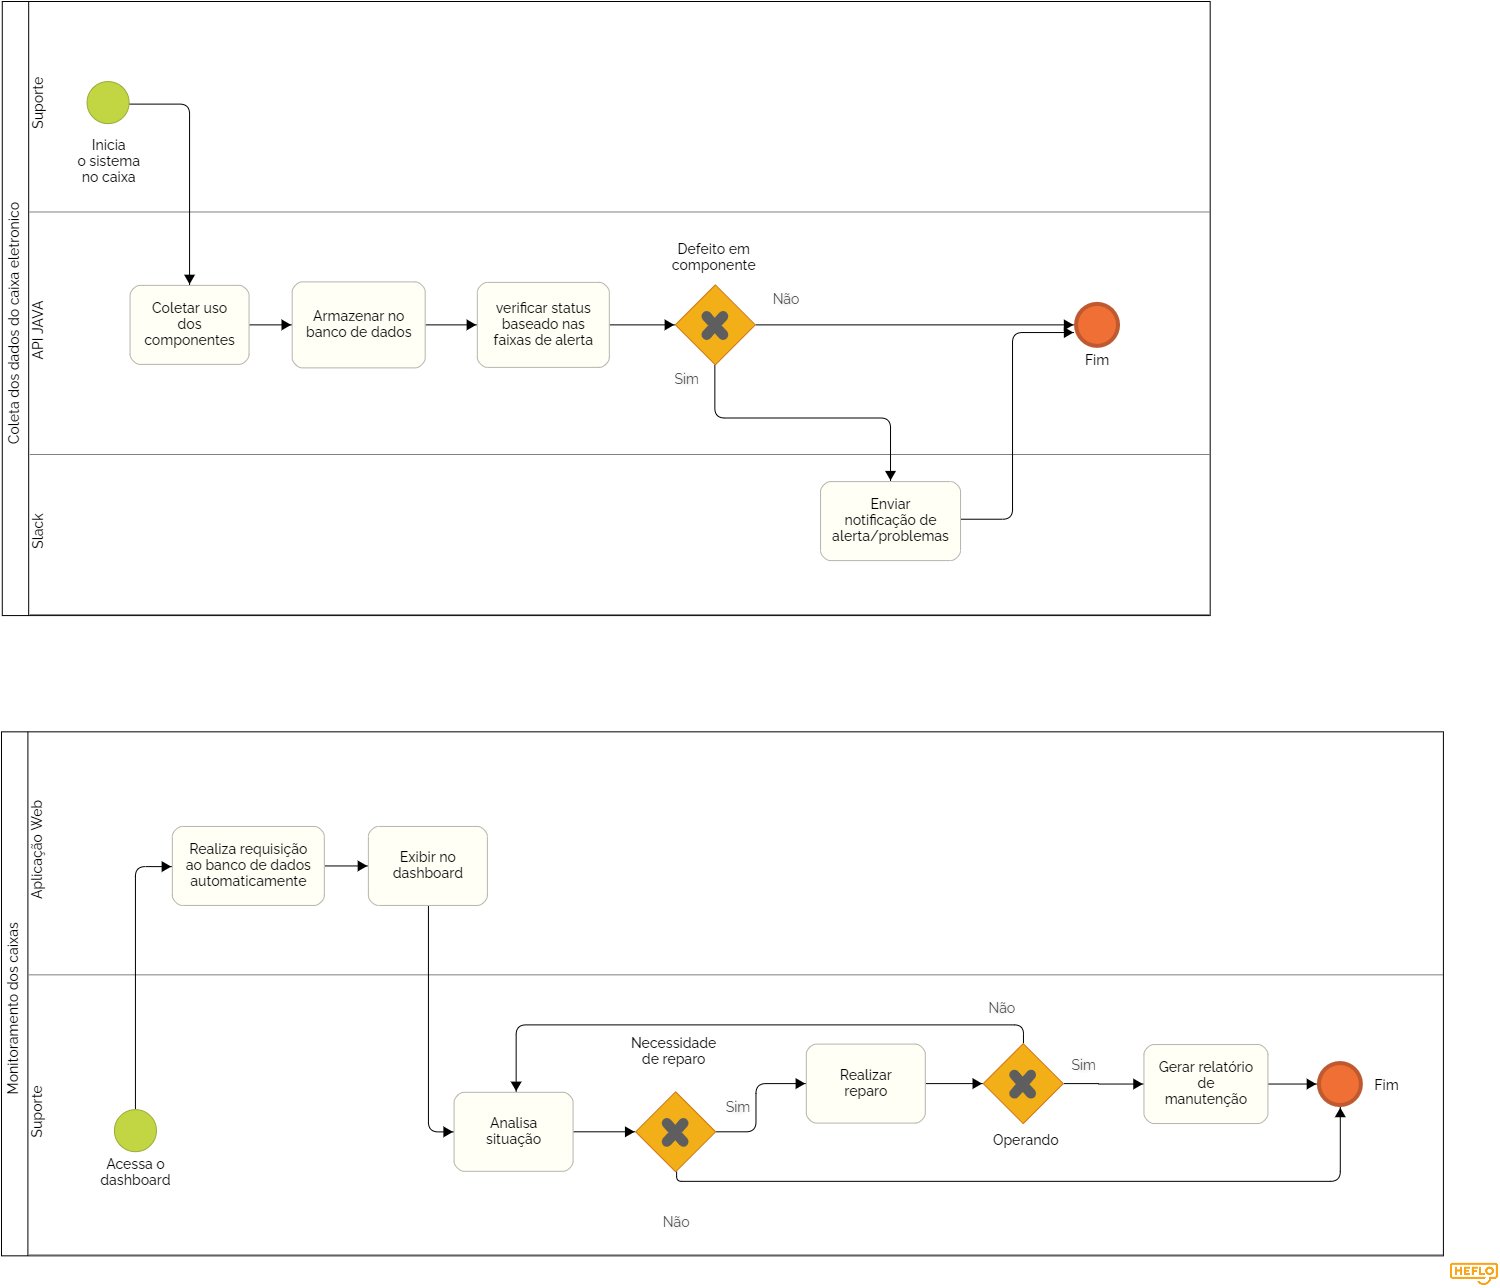 Coleta dos dados do caixa eletronico
Suporte
Inicia
o sistema
no caixa
API JAVA
Coletar uso
dos
componentes
Armazenar no
banco de dados
verificar status
baseado nas
faixas de alerta
Defeito em
componente
Não
Sim
Fim
Slack
Enviar
notificação de
alerta/problemas
Monitoramento dos caixas
Aplicação Web
Realiza requisição
ao banco de dados
automaticamente
Exibir no
dashboard
Suporte
Acessa o
dashboard
Analisa
situação
Necessidade
de reparo
Sim
Não
Realizar
reparo
Não
Sim
Operando
Gerar relatório
de
manutenção
Fim
HEFLO